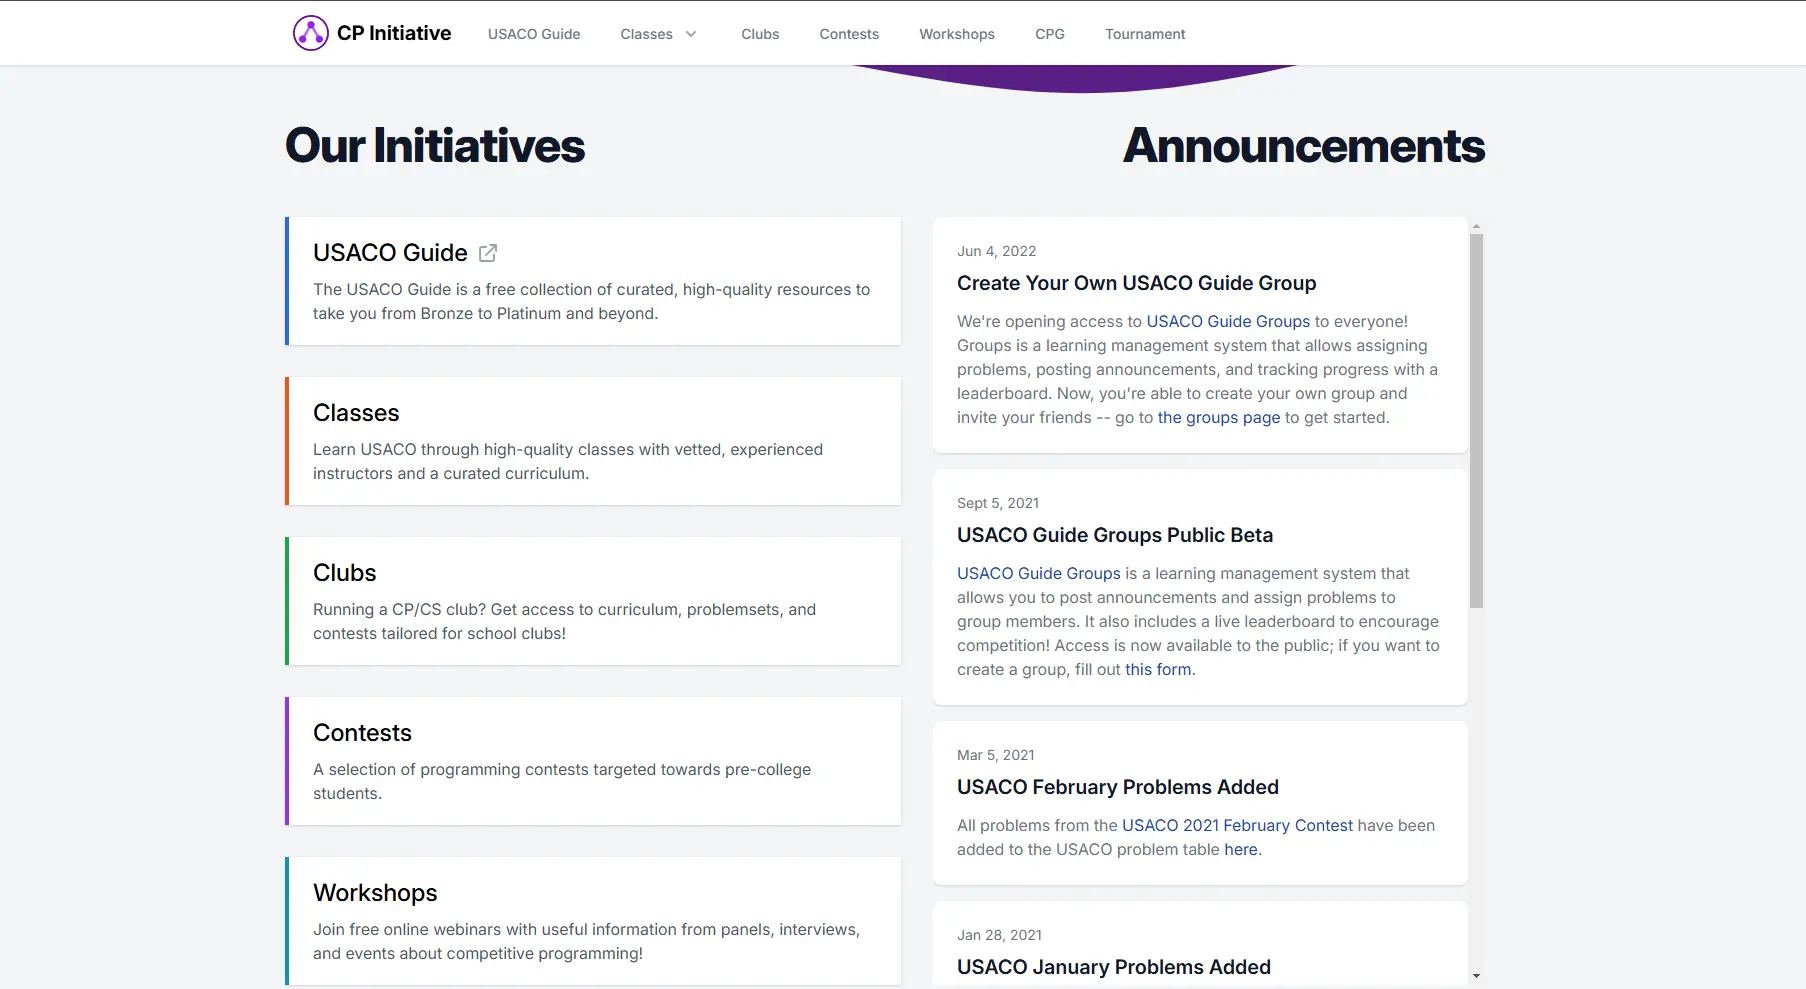 CP Initiative
USACO Guide
Classes
Clubs
Contests
Workshops
CPG
Tournament
Our Initiatives
USACO Guide
The USACO Guide is a free collection of curated, high-quality resources to
take you from Bronze to Platinum and beyond.
Classes
Learn USACO through high-quality classes with vetted, experienced
instructors and a curated curriculum.
Clubs
Running a CP/CS club? Get access to curriculum, problemsets, and
contests tailored for school clubs!
Contests
A selection of programming contests targeted towards pre-college
students.
Workshops
Join free online webinars with useful information from panels, interviews,
and events about competitive programming!
Announcements
Jun 4, 2022
Create Your Own USACO Guide Group
We're opening access to USACO Guide Groups to everyone!
Groups is a learning management system that allows assigning
problems, posting announcements, and tracking progress with a
leaderboard. Now, you're able to create your own group and
invite your friends -- go to the groups page to get started.
Sept 5, 2021
USACO Guide Groups Public Beta
USACO Guide Groups is a learning management system that
allows you to post announcements and assign problems to
group members. It also includes a live leaderboard to encourage
competition! Access is now available to the public; if you want to
create a group, fill out this form.
Mar 5, 2021
USACO February Problems Added
All problems from the USACO 2021 February Contest have been
added to the USACO problem table here.
Jan 28, 2021
USACO January Problems Added